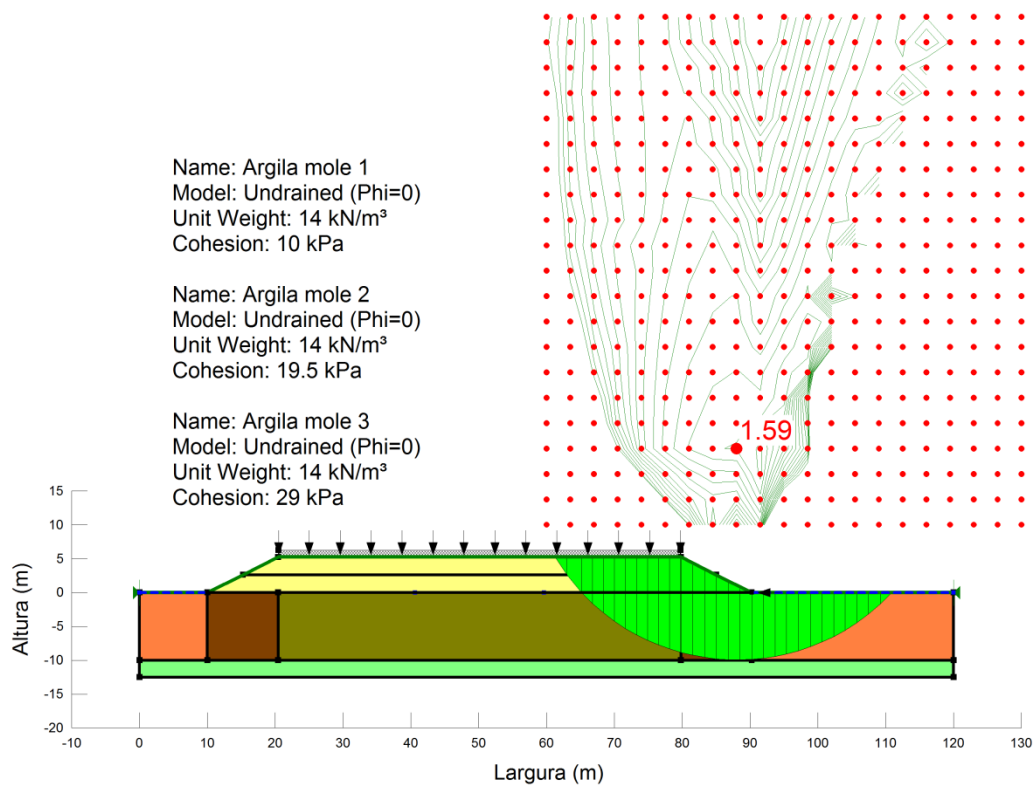 Name: Argila mole 1
Model: Undrained (Phi=0)
Unit Weight: 14 kN/m³
Cohesion: 10 kPa
Name: Argila mole 2
Model: Undrained (Phi=0)
Unit Weight: 14 kN/m³
Cohesion: 19.5 kPa
Name: Argila mole 3
Model: Undrained (Phi=0)
Unit Weight: 14 kN/m³
Cohesion: 29 kPa
1.59
15
10
5
0
-5
-10
-15
-20
Altura (m)
-10 0 10 20 30 40 50 60 70 80 90 100 110 120 130
Largura (m)